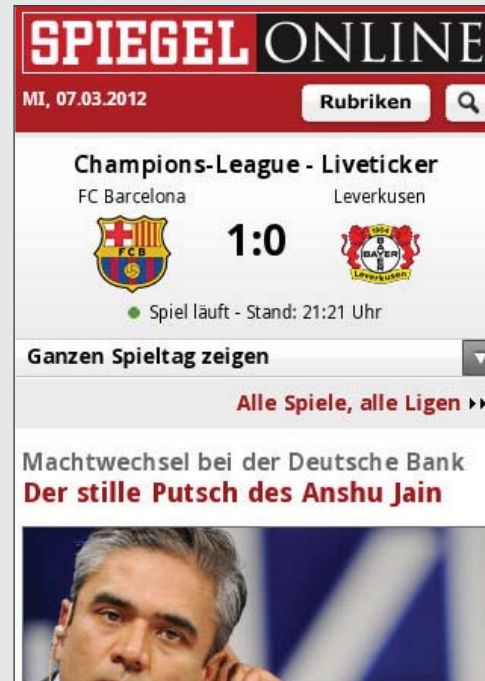 SPIEGEL ONLINE
MI, 07.03.2012
Rubriken
Champions-League - Liveticker
FC Barcelona Leverkusen
FCB
1:0
1904
BAYER
BAYER
Leverkusen
Spiel läuft - Stand: 21:21 Uhr
Ganzen Spieltag zeigen
Alle Spiele, alle Ligen
Machtwechsel bei der Deutsche Bank
Der stille Putsch des Anshu Jain